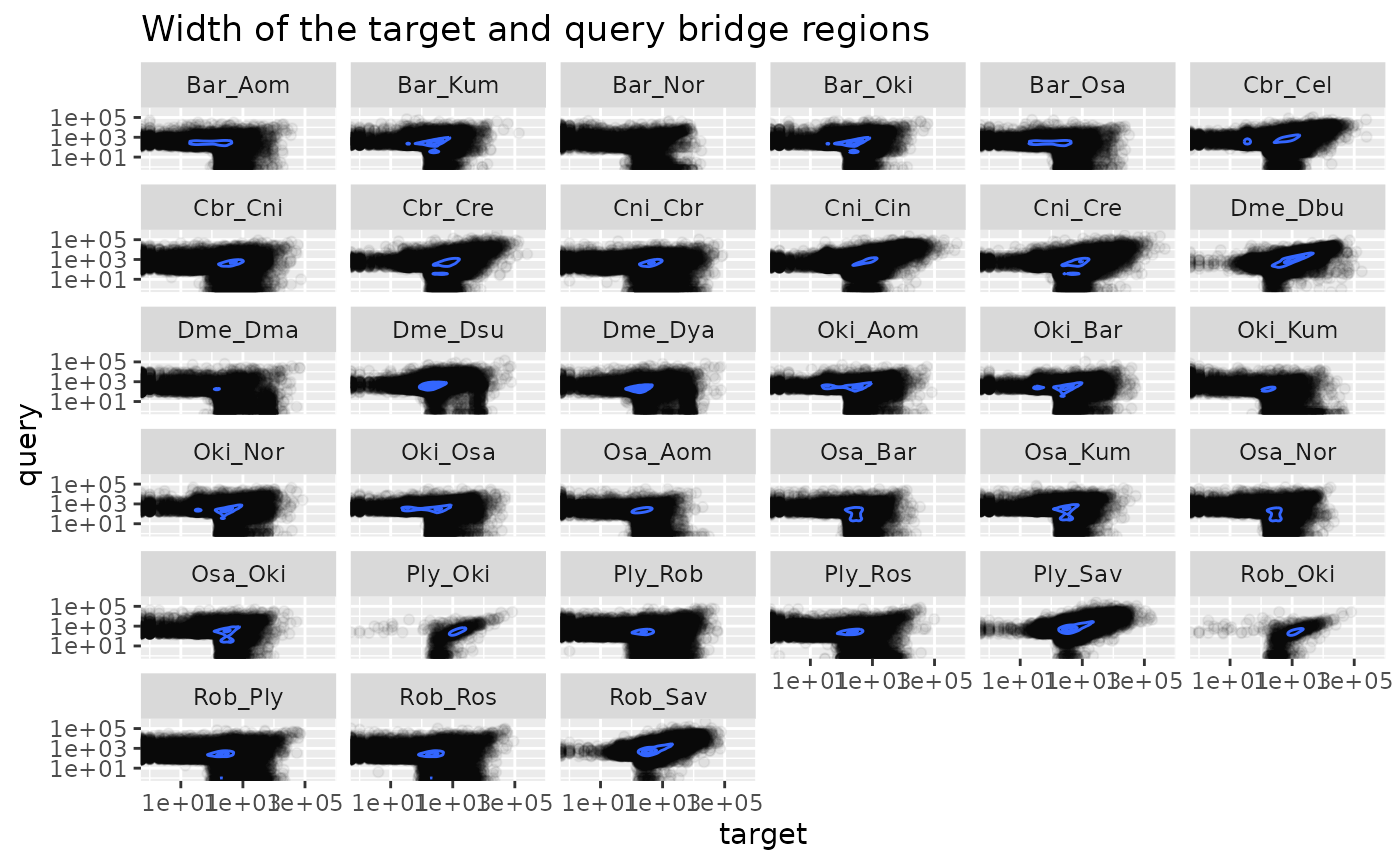 Width of the target and query bridge regions
Bar_Aom Bar_Kum Bar_Nor Bar_Oki Bar_Osa Cbr_Cel
1e+05
1e+03
1e+01
Cbr_Cni Cbr_Cre Cni_Cbr Cni_Cin Cni_Cre Dme_Dbu
1e+05
1e+03
1e+01
Dme_Dma Dme_Dsu Dme_Dya Oki_Aom Oki_Bar Oki_Kum
1e+05
1e+03
1e+01
query
Oki_Nor Oki_Osa Osa_Aom Osa_Bar Osa_Kum Osa_Nor
1e+05
1e+03
1e+01
Osa_Oki Ply_Oki Ply_Rob Ply_Ros Ply_Sav Rob_Oki
1e+05
1e+03
1e+01
1e+01 1e+03 1e+05 1e+01 1e+03 1e+05 1e+01 1e+03 1e+05
Rob_Ply Rob_Ros Rob_Sav
1e+05
1e+03
1e+01
1e+01 1e+03 1e+05 1e+01 1e+03 1e+05 1e+01 1e+03 1e+05
target